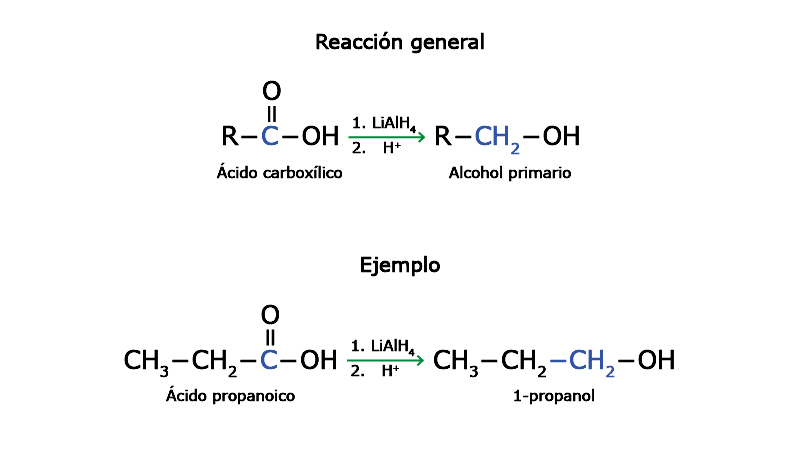 Reacción general
O
||
R–C–OH 1. LiAlH₄ R–CH₂–OH
2. H⁺
Ácido carboxílico Alcohol primario
Ejemplo
O
||
CH₃–CH₂–C–OH 1. LiAlH₄ CH₃–CH₂–CH₂–OH
2. H⁺
Ácido propanoico 1-propanol